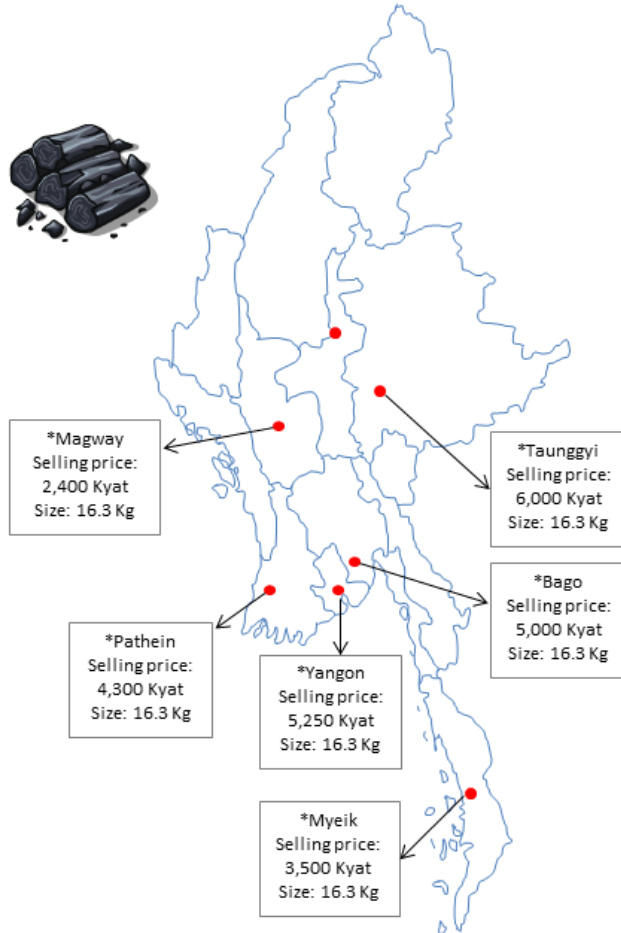 *Magway
Selling price:
2,400 Kyat
Size: 16.3 Kg
*Taunggyi
Selling price:
6,000 Kyat
Size: 16.3 Kg
*Bago
Selling price:
5,000 Kyat
Size: 16.3 Kg
*Pathein
Selling price:
4,300 Kyat
Size: 16.3 Kg
*Yangon
Selling price:
5,250 Kyat
Size: 16.3 Kg
*Myeik
Selling price:
3,500 Kyat
Size: 16.3 Kg